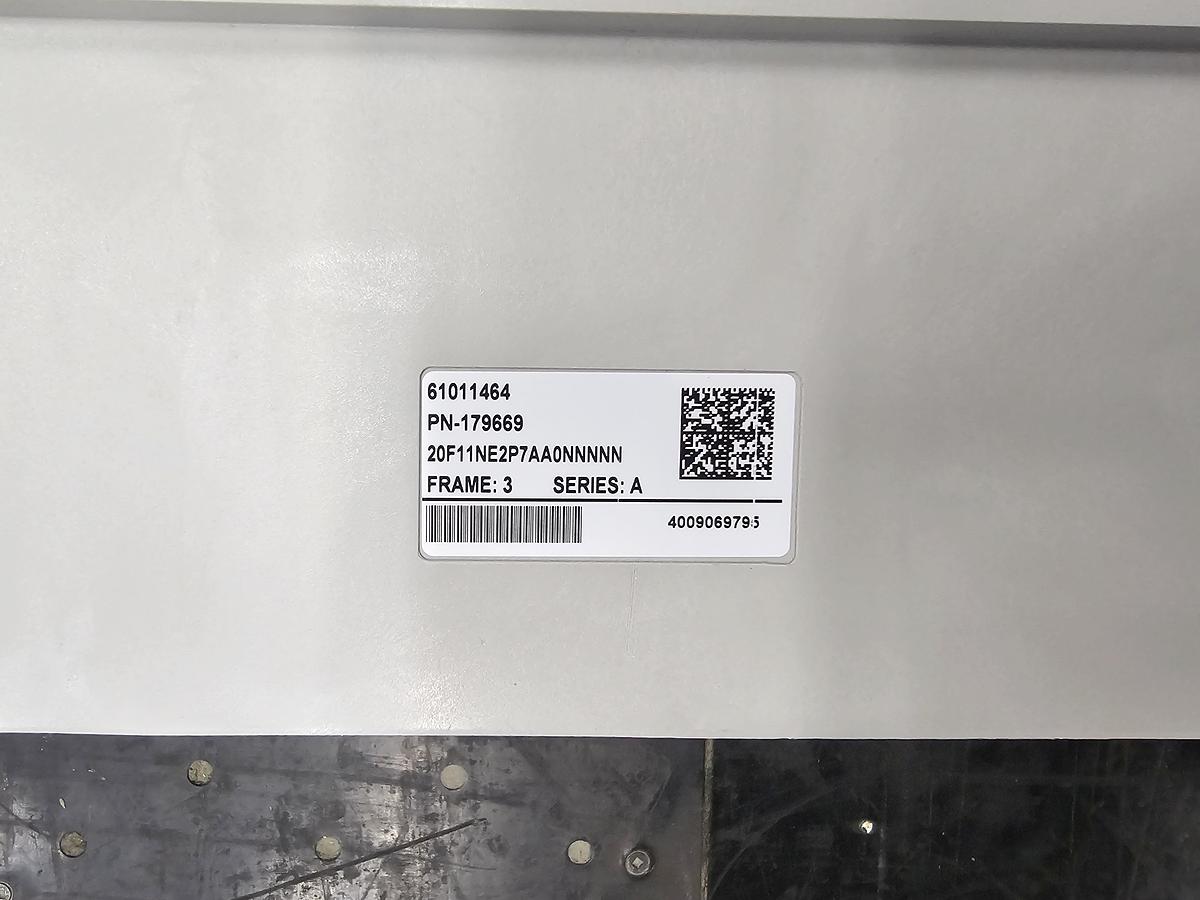 61011464
PN-179669
20F11NE2P7AA0NNNNN
FRAME: 3 SERIES: A
4009069795